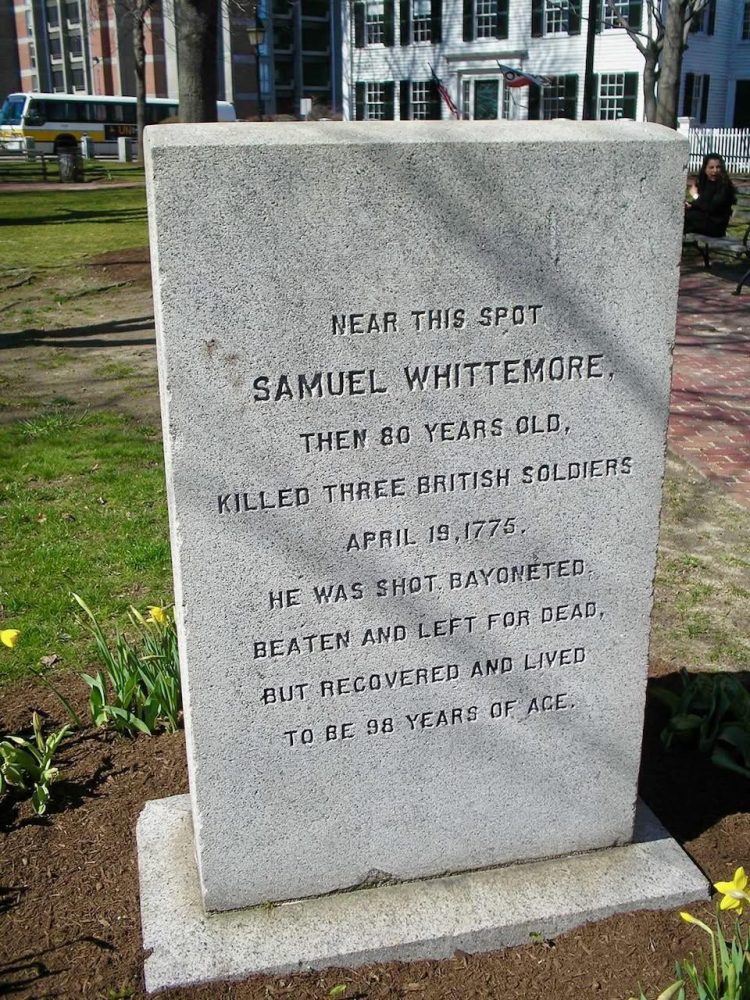 NEAR THIS SPOT
SAMUEL WHITTEMORE,
THEN 80 YEARS OLD,
KILLED THREE BRITISH SOLDIERS
APRIL 19, 1775.
HE WAS SHOT, BAYONETED,
BEATEN AND LEFT FOR DEAD,
BUT RECOVERED AND LIVED
TO BE 98 YEARS OF AGE.